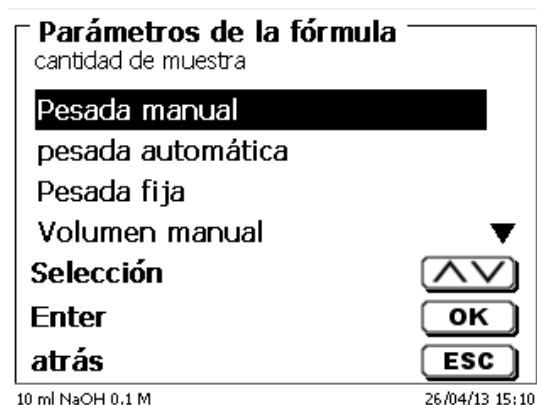 Parámetros de la fórmula
cantidad de muestra
Pesada manual
pesada automática
Pesada fija
Volumen manual
Selección
Enter OK
atrás ESC
10 ml NaOH 0.1 M 26/04/13 15:10